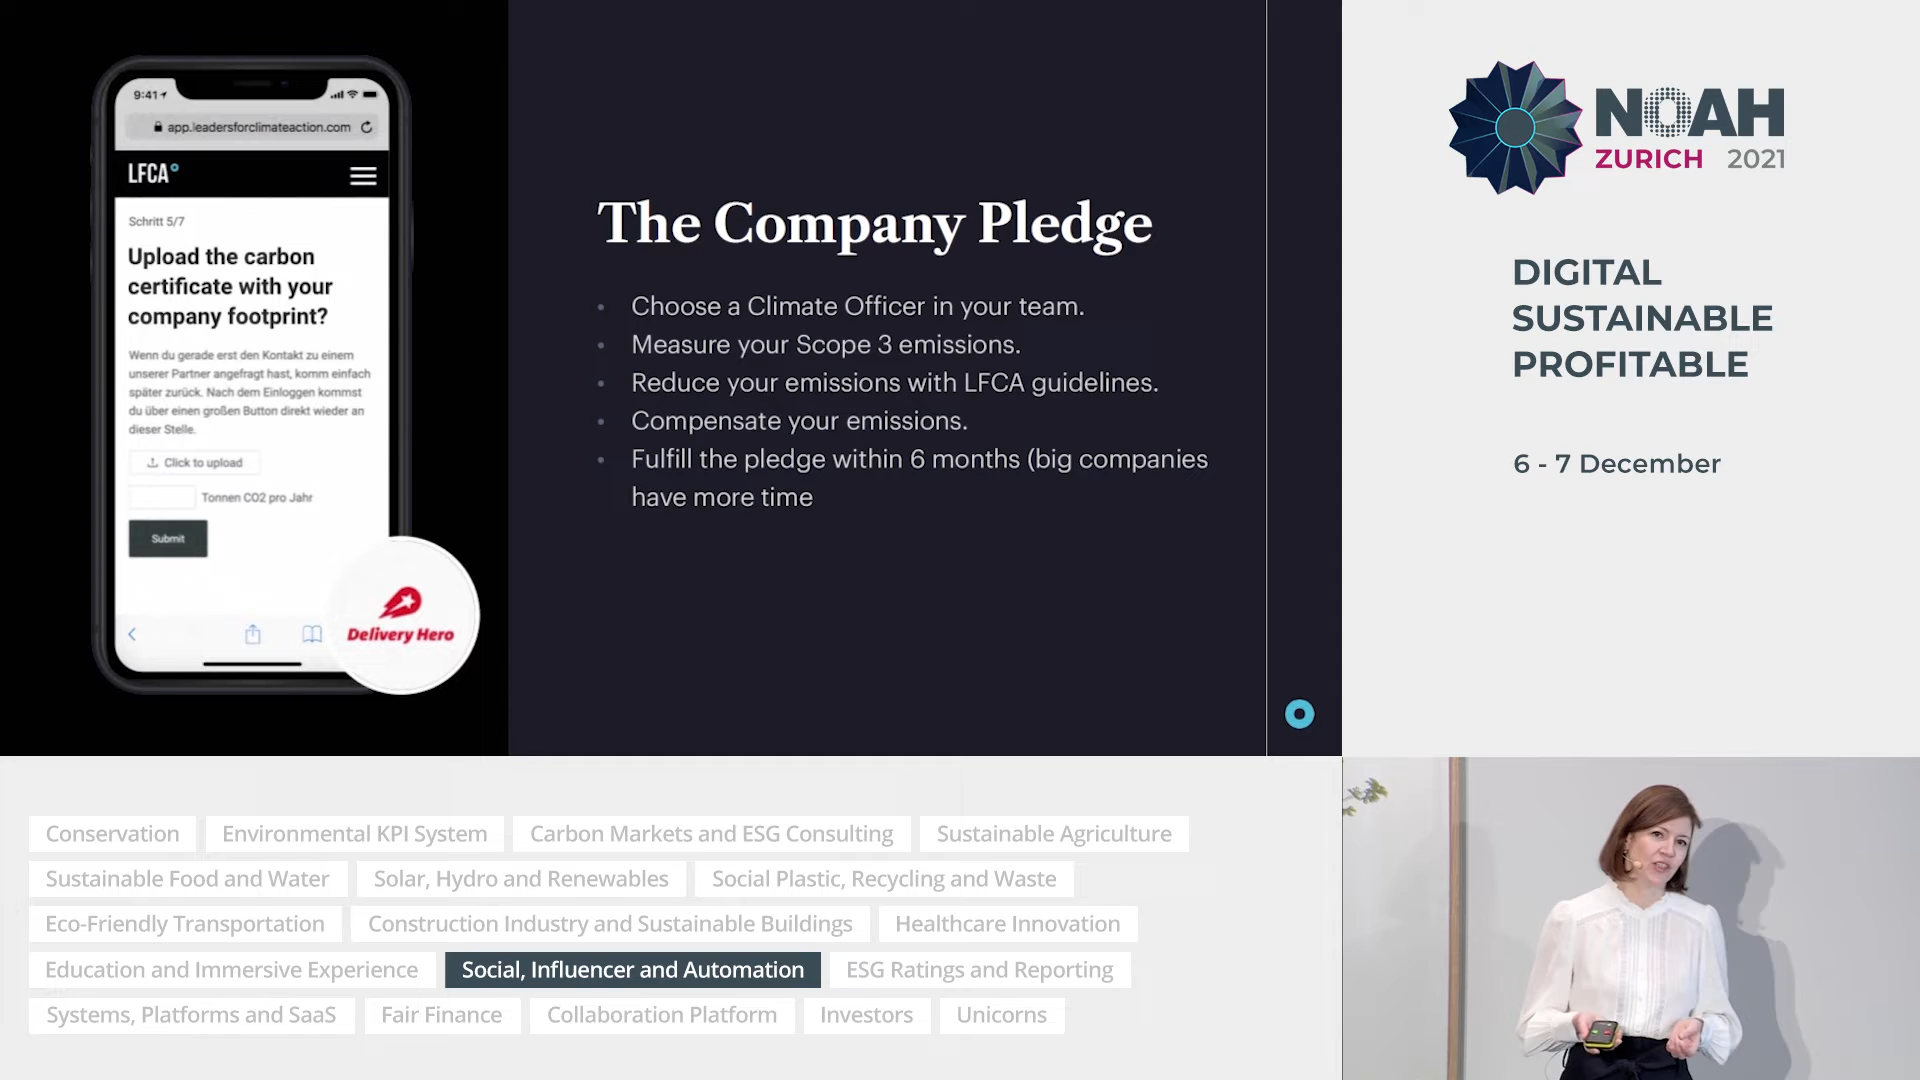 9:41
app.leadersforclimateaction.com
LFCA°
Schritt 5/7
Upload the carbon
certificate with your
company footprint?
Wenn du gerade erst den Kontakt zu einem
unserer Partner angefragt hast, komm einfach
später zurück. Nach dem Einloggen kommst
du über einen großen Button direkt wieder an
dieser Stelle.
Click to upload
Tonnen CO2 pro Jahr
Submit
Delivery Hero
The Company Pledge
• Choose a Climate Officer in your team.
• Measure your Scope 3 emissions.
• Reduce your emissions with LFCA guidelines.
• Compensate your emissions.
• Fulfill the pledge within 6 months (big companies
have more time
NOAH
ZURICH 2021
DIGITAL
SUSTAINABLE
PROFITABLE
6 - 7 December
Conservation Environmental KPI System Carbon Markets and ESG Consulting Sustainable Agriculture
Sustainable Food and Water Solar, Hydro and Renewables Social Plastic, Recycling and Waste
Eco-Friendly Transportation Construction Industry and Sustainable Buildings Healthcare Innovation
Education and Immersive Experience Social, Influencer and Automation ESG Ratings and Reporting
Systems, Platforms and SaaS Fair Finance Collaboration Platform Investors Unicorns